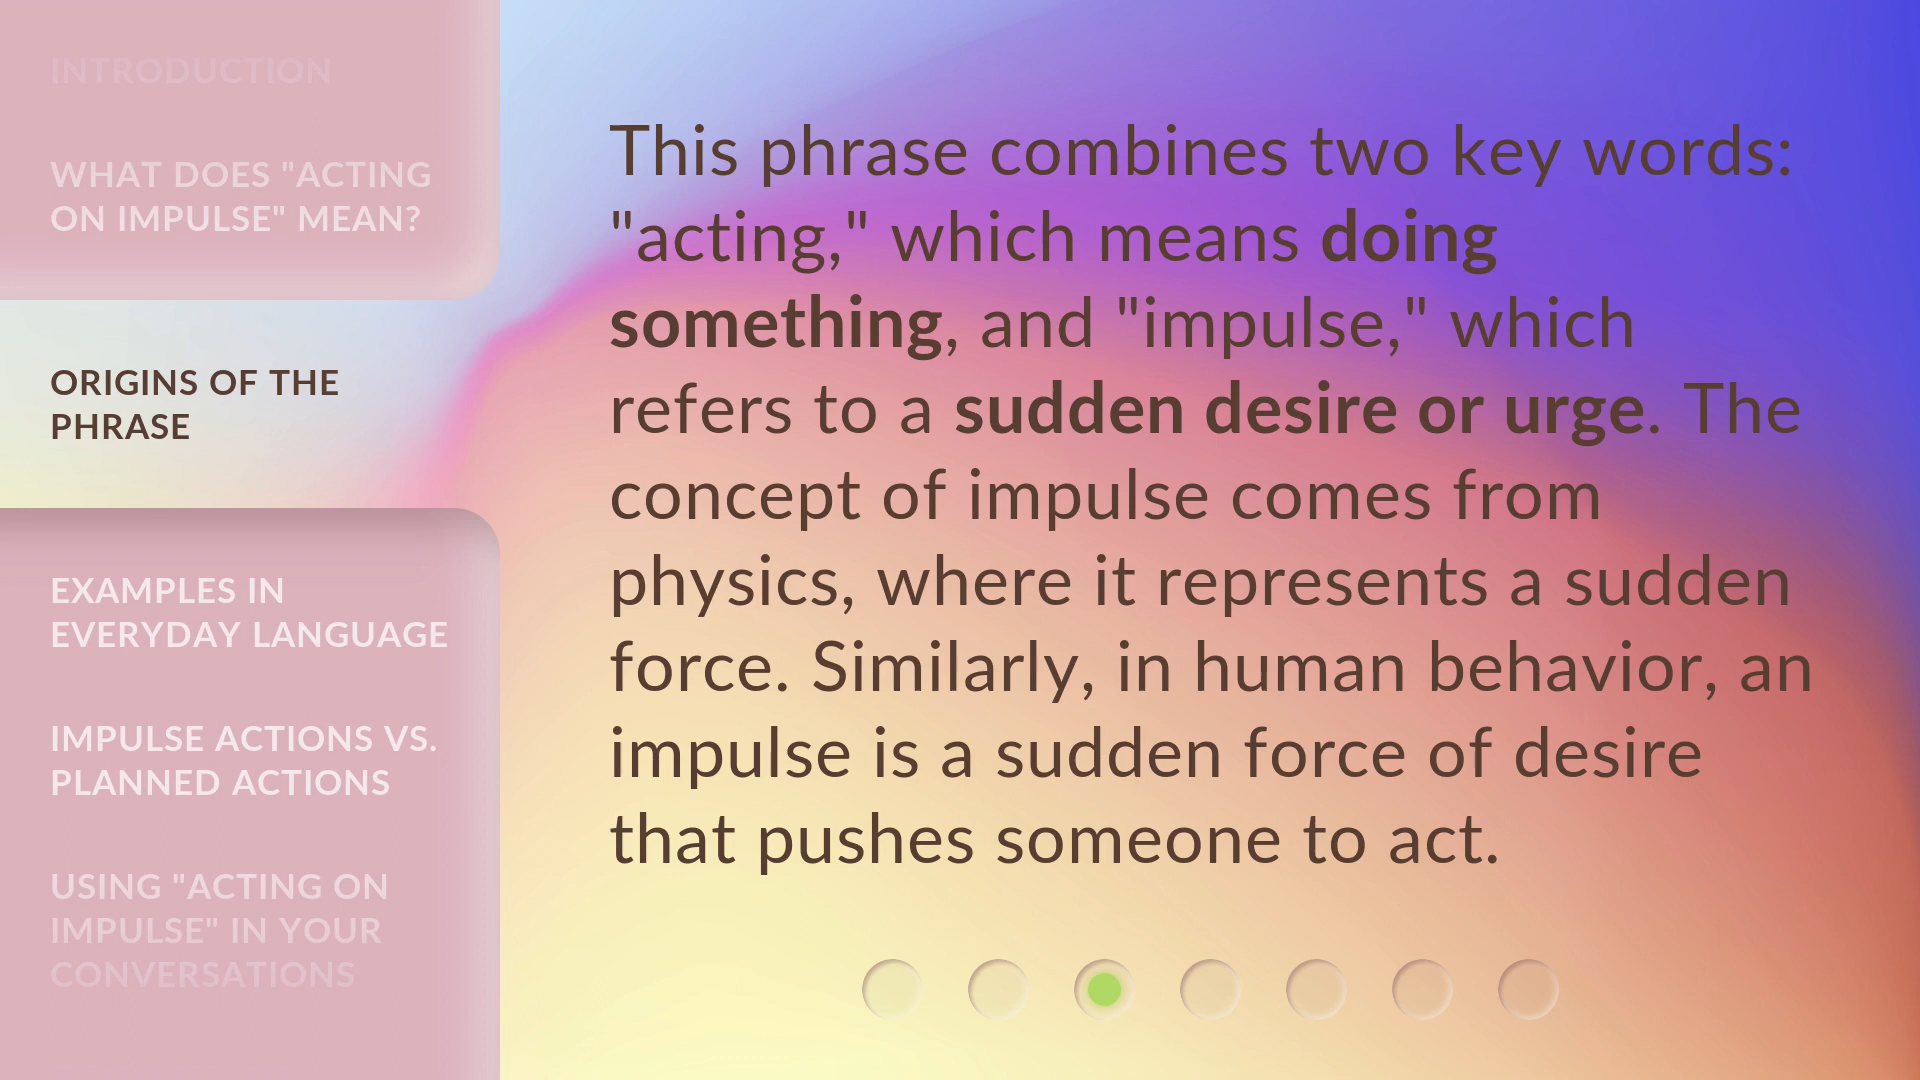 INTRODUCTION
WHAT DOES "ACTING
ON IMPULSE" MEAN?
ORIGINS OF THE
PHRASE
EXAMPLES IN
EVERYDAY LANGUAGE
IMPULSE ACTIONS VS.
PLANNED ACTIONS
USING "ACTING ON
IMPULSE" IN YOUR
CONVERSATIONS
This phrase combines two key words:
"acting," which means doing
something, and "impulse," which
refers to a sudden desire or urge. The
concept of impulse comes from
physics, where it represents a sudden
force. Similarly, in human behavior, an
impulse is a sudden force of desire
that pushes someone to act.